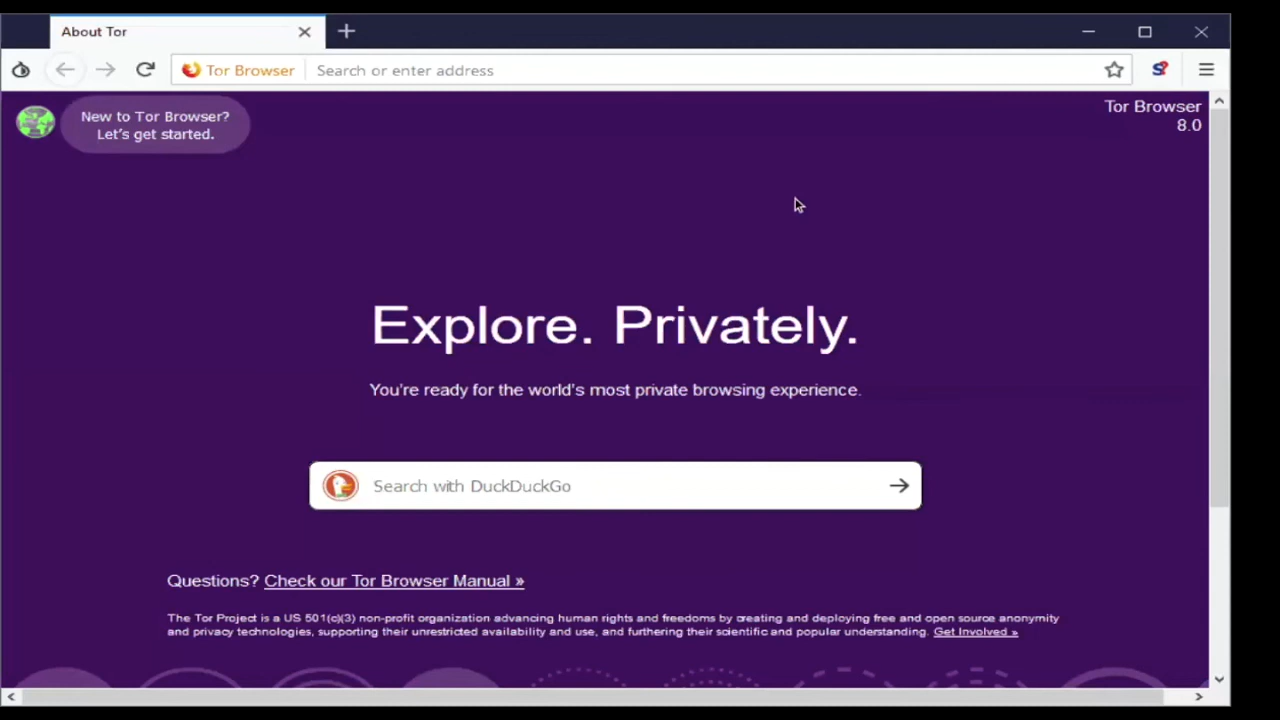 About Tor
Tor Browser
Search or enter address
New to Tor Browser?
Let's get started.
Tor Browser
8.0
Explore. Privately.
You're ready for the world's most private browsing experience.
Search with DuckDuckGo
Questions? Check our Tor Browser Manual »
The Tor Project is a US 501(c)(3) non-profit organization advancing human rights and freedoms by creating and deploying free and open source anonymity
and privacy technologies, supporting their unrestricted availability and use, and furthering their scientific and popular understanding. Get Involved »